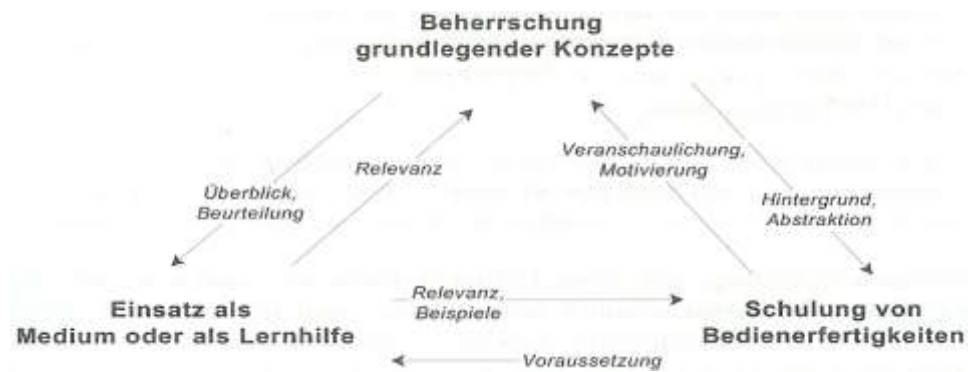 Beherrschung
grundlegender Konzepte
Relevanz
Veranschaulichung,
Motivierung
Überblick,
Beurteilung
Hintergrund,
Abstraktion
Einsatz als
Medium oder als Lernhilfe
Relevanz,
Beispiele
Schulung von
Bedienerfertigkeiten
Voraussetzung